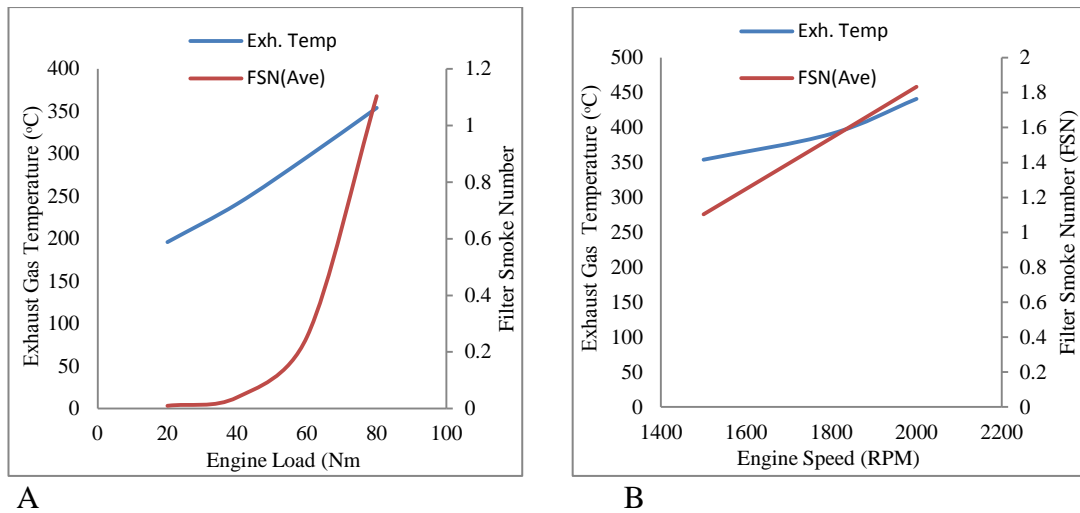 Exh. Temp
FSN(Ave)
400
350
300
250
200
150
100
50
0
1.2
1
0.8
0.6
0.4
0.2
0
0 20 40 60 80 100
Exhaust Gas Temperature (°C)
Filter Smoke Number
Engine Load (Nm
A
Exh. Temp
FSN(Ave)
500
450
400
350
300
250
200
150
100
50
0
2
1.8
1.6
1.4
1.2
1
0.8
0.6
0.4
0.2
0
1400 1600 1800 2000 2200
Exhaust Gas Temperature (°C)
Filter Smoke Number (FSN)
Engine Speed (RPM)
B